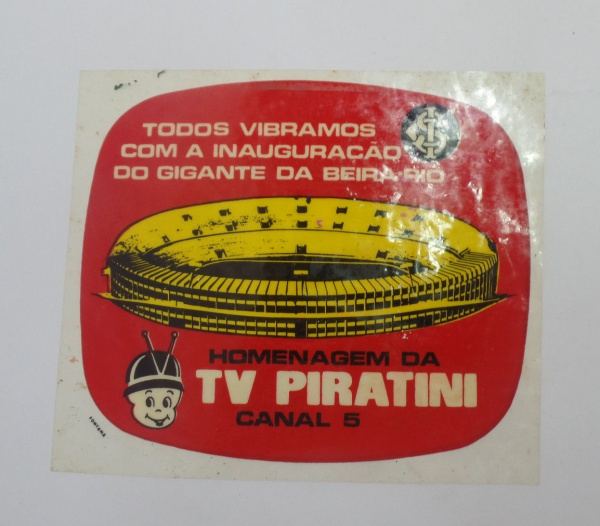 TODOS VIBRAMOS
COM A INAUGURAÇÃO
DO GIGANTE DA BEIRA-RIO
HOMENAGEM DA
TV PIRATINI
CANAL 5